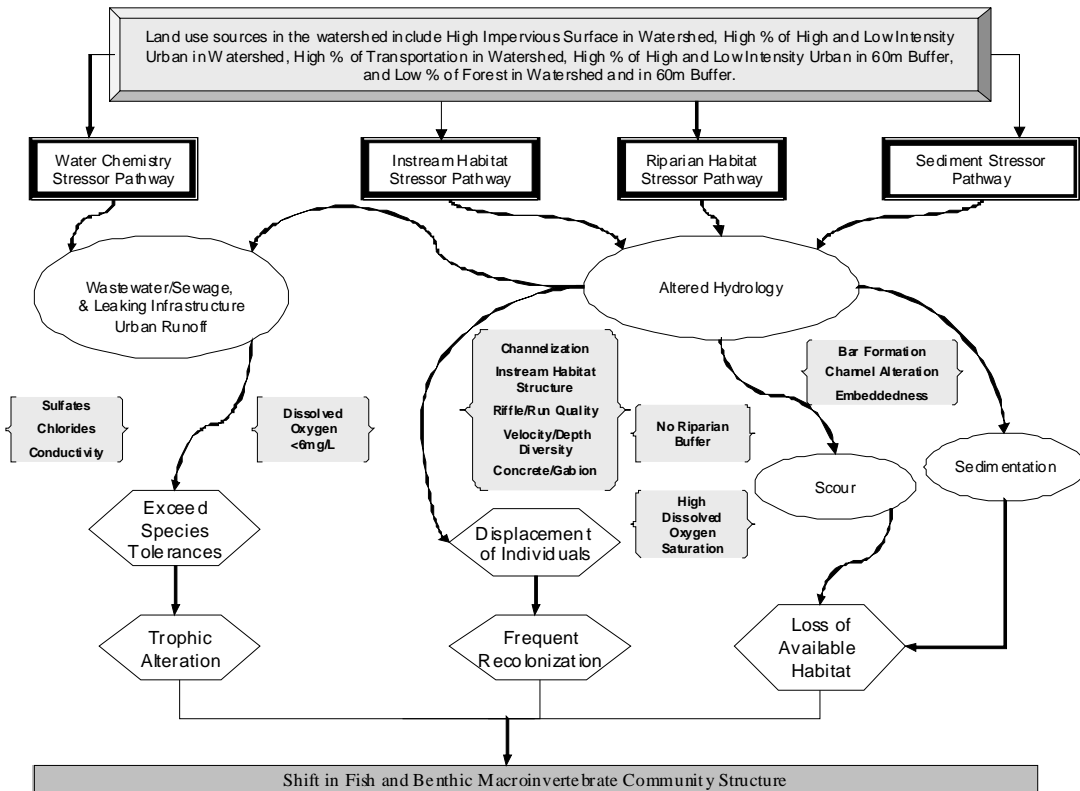 Land use sources in the watershed include High Impervious Surface in Watershed, High % of High and Low Intensity
Urban in Watershed, High % of Transportation in Watershed, High % of High and Low Intensity Urban in 60m Buffer,
and Low % of Forest in Watershed and in 60m Buffer.
Water Chemistry
Stressor Pathway
Instream Habitat
Stressor Pathway
Riparian Habitat
Stressor Pathway
Sediment Stressor
Pathway
Wastewater/Sewage,
& Leaking Infrastructure
Urban Runoff
Altered Hydrology
Sulfates
Chlorides
Conductivity
Dissolved
Oxygen
<6mg/L
Channelization
Instream Habitat
Structure
Riffle/Run Quality
Velocity/Depth
Diversity
Concrete/Gabion
No Riparian
Buffer
High
Dissolved
Oxygen
Saturation
Bar Formation
Channel Alteration
Embeddedness
Scour
Sedimentation
Exceed
Species
Tolerances
Displacement
of Individuals
Trophic
Alteration
Frequent
Recolonization
Loss of
Available
Habitat
Shift in Fish and Benthic Macroinvertebrate Community Structure